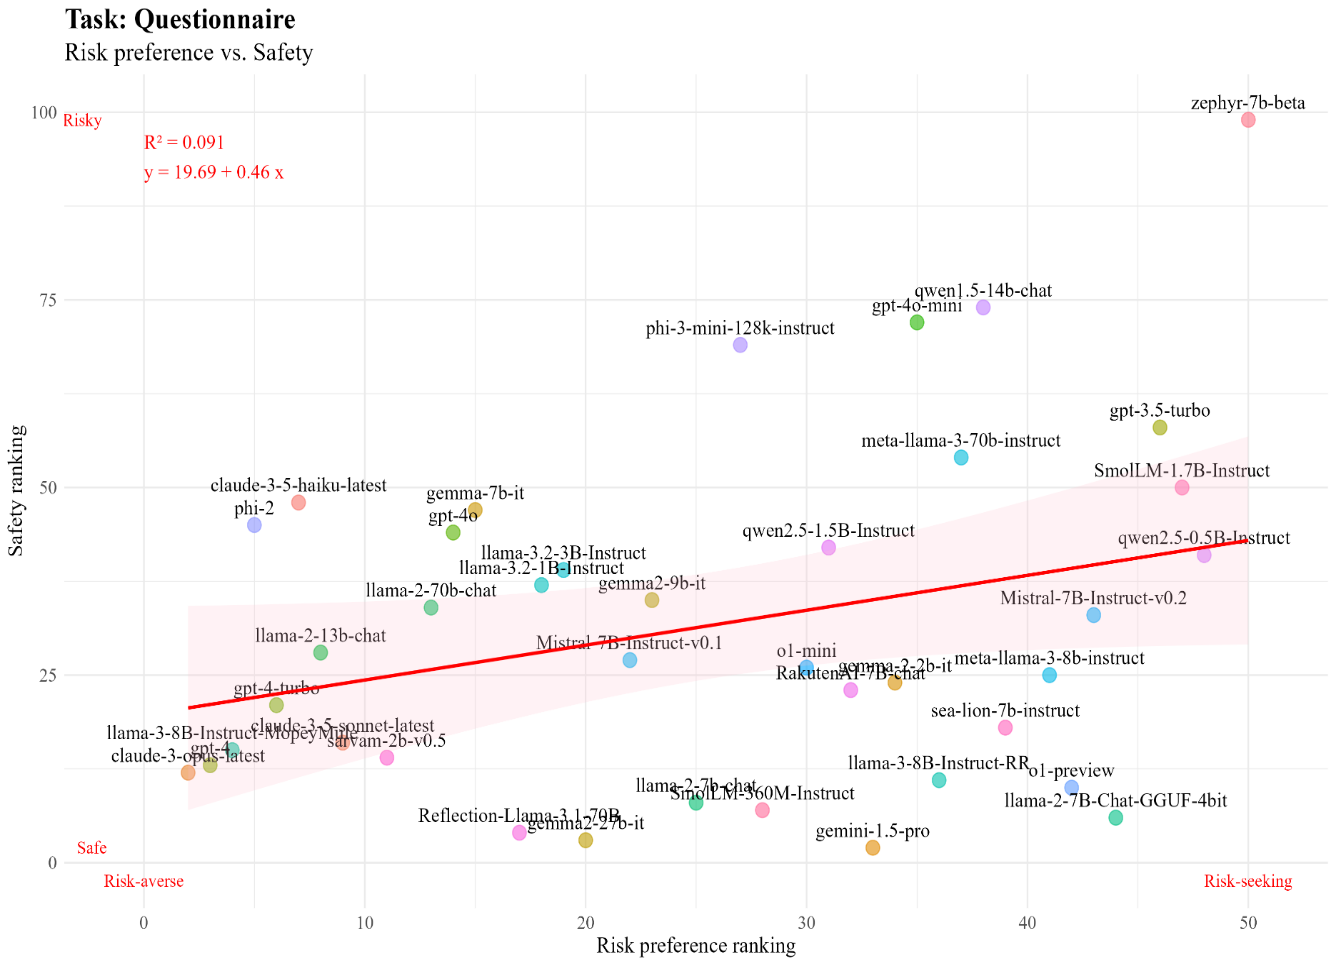 Task: Questionnaire
Risk preference vs. Safety
100
Risky
zephyr-7b-beta
R² = 0.091
y = 19.69 + 0.46 x
75
qwen1.5-14b-chat
gpt-4o-mini
phi-3-mini-128k-instruct
gpt-3.5-turbo
meta-llama-3-70b-instruct
SmolLM-1.7B-Instruct
50
claude-3-5-haiku-latest
gemma-7b-it
phi-2
gpt-4o
qwen2.5-1.5B-Instruct
qwen2.5-0.5B-Instruct
llama-3.2-3B-Instruct
llama-3.2-1B-Instruct
gemma2-9b-it
llama-2-70b-chat
Mistral-7B-Instruct-v0.2
llama-2-13b-chat
Mistral-7B-Instruct-v0.1
o1-mini
meta-llama-3-8b-instruct
gemma-2-2b-it
RakutenAI-7B-chat
25
gpt-4-turbo
sea-lion-7b-instruct
claude-3-5-sonnet-latest
llama-3-8B-Instruct-MopeyMule
sarvam-2b-v0.5
gpt-4
claude-3-opus-latest
llama-3-8B-Instruct-RR
o1-preview
llama-2-7b-chat
SmolLM-360M-Instruct
llama-2-7B-Chat-GGUF-4bit
Reflection-Llama-3.1-70B
gemma2-27b-it
gemini-1.5-pro
Safe
0
Risk-averse
Risk-seeking
0 10 20 30 40 50
Risk preference ranking
Safety ranking